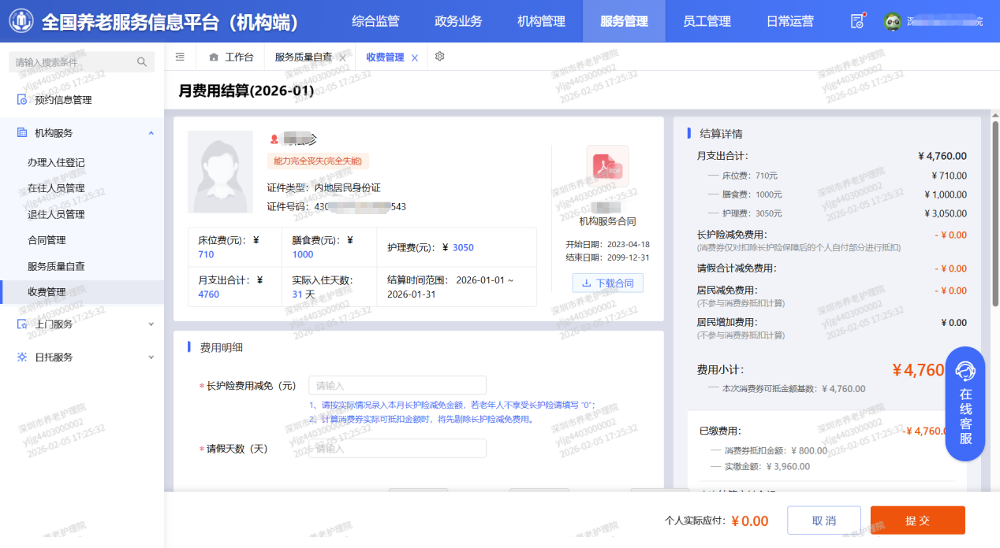 全国养老服务信息平台（机构端）
综合监管
政务业务
机构管理
服务管理
员工管理
日常运营
深
院
请输入搜索条件
工作台
服务质量自查
收费管理
预约信息管理
机构服务
办理入住登记
在住人员管理
退住人员管理
合同管理
服务质量自查
收费管理
上门服务
日托服务
月费用结算(2026-01)
珍
能力完全丧失(完全失能)
证件类型：内地居民身份证
证件号码：430
543
床位费(元)：￥
710
膳食费(元)：￥
1000
护理费(元)：￥ 3050
月支出合计：￥
4760
实际入住天数：
31 天
结算时间范围： 2026-01-01 ~
2026-01-31
PDF
机构服务合同
开始日期：2023-04-18
结束日期：2099-12-31
下载合同
费用明细
*长护险费用减免（元）
请输入
1、请按实际情况录入本月长护险减免金额，若老年人不享受长护险请填写 “0”；
2、计算消费券实际可抵扣金额时，将先剔除长护险减免费用。
*请假天数（天）
请输入
结算详情
月支出合计：
￥4,760.00
床位费：710元
￥710.00
膳食费：1000元
￥1,000.00
护理费：3050元
￥3,050.00
长护险减免费用：
- ￥0.00
(消费券仅对扣除长护险保障后的个人自付部分进行抵扣)
请假合计减免费用：
- ￥0.00
居民减免费用：
- ￥0.00
(不参与消费券抵扣计算)
居民增加费用：
￥0.00
(不参与消费券抵扣计算)
费用小计：
￥4,760
本次消费券可抵金额基数：￥4,760.00
已缴费用：
-￥4,760.0
消费券抵扣金额：￥800.00
实缴金额：￥3,960.00
在线客服
个人实际应付：￥0.00
取 消
提 交
深圳市养老护理院
yljg4403000002
2026-02-05 17:25:32